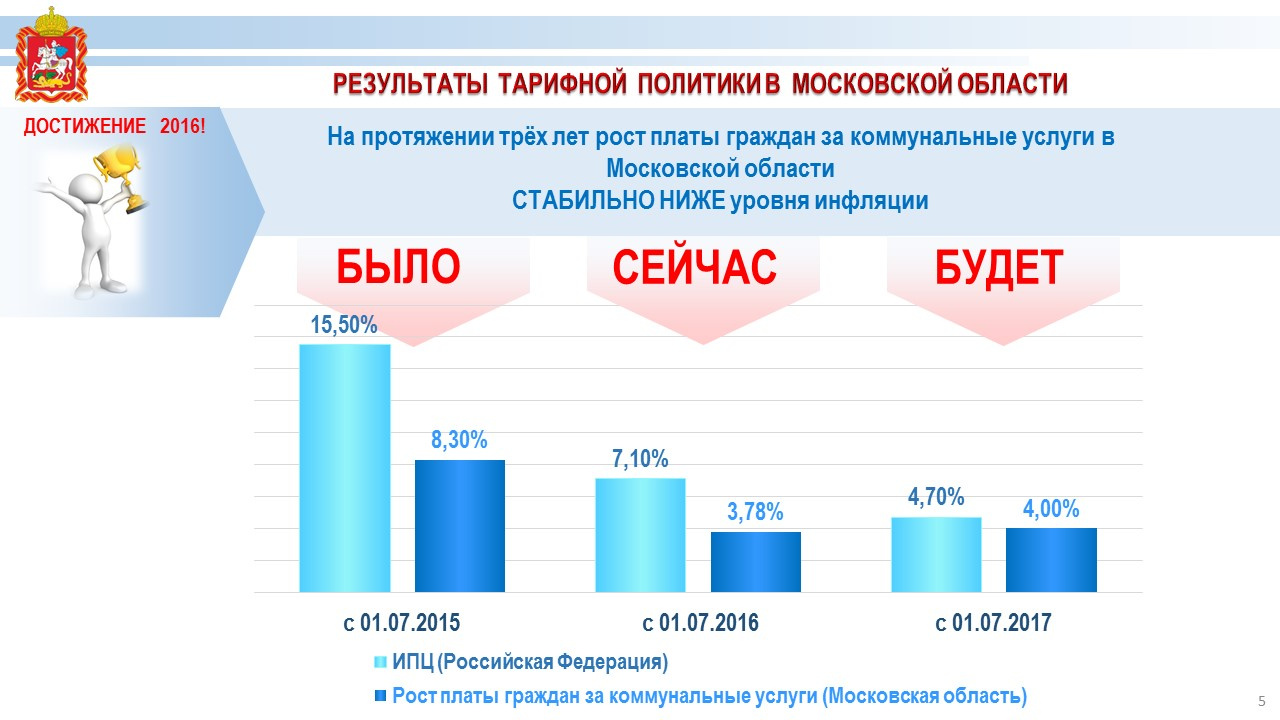 РЕЗУЛЬТАТЫ ТАРИФНОЙ ПОЛИТИКИ В МОСКОВСКОЙ ОБЛАСТИ
ДОСТИЖЕНИЕ 2016!
На протяжении трёх лет рост платы граждан за коммунальные услуги в
Московской области
СТАБИЛЬНО НИЖЕ уровня инфляции
БЫЛО СЕЙЧАС БУДЕТ
15,50%
8,30%
7,10%
3,78%
4,70%
4,00%
с 01.07.2015 с 01.07.2016 с 01.07.2017
ИПЦ (Российская Федерация)
Рост платы граждан за коммунальные услуги (Московская область)
5